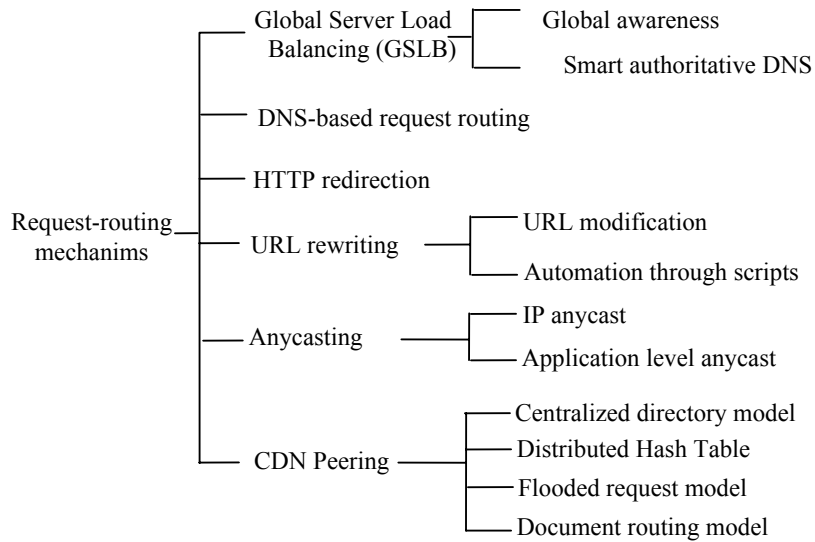 Global Server Load
Balancing (GSLB)
Global awareness
Smart authoritative DNS
DNS-based request routing
HTTP redirection
Request-routing
mechanims
URL rewriting
URL modification
Automation through scripts
Anycasting
IP anycast
Application level anycast
CDN Peering
Centralized directory model
Distributed Hash Table
Flooded request model
Document routing model